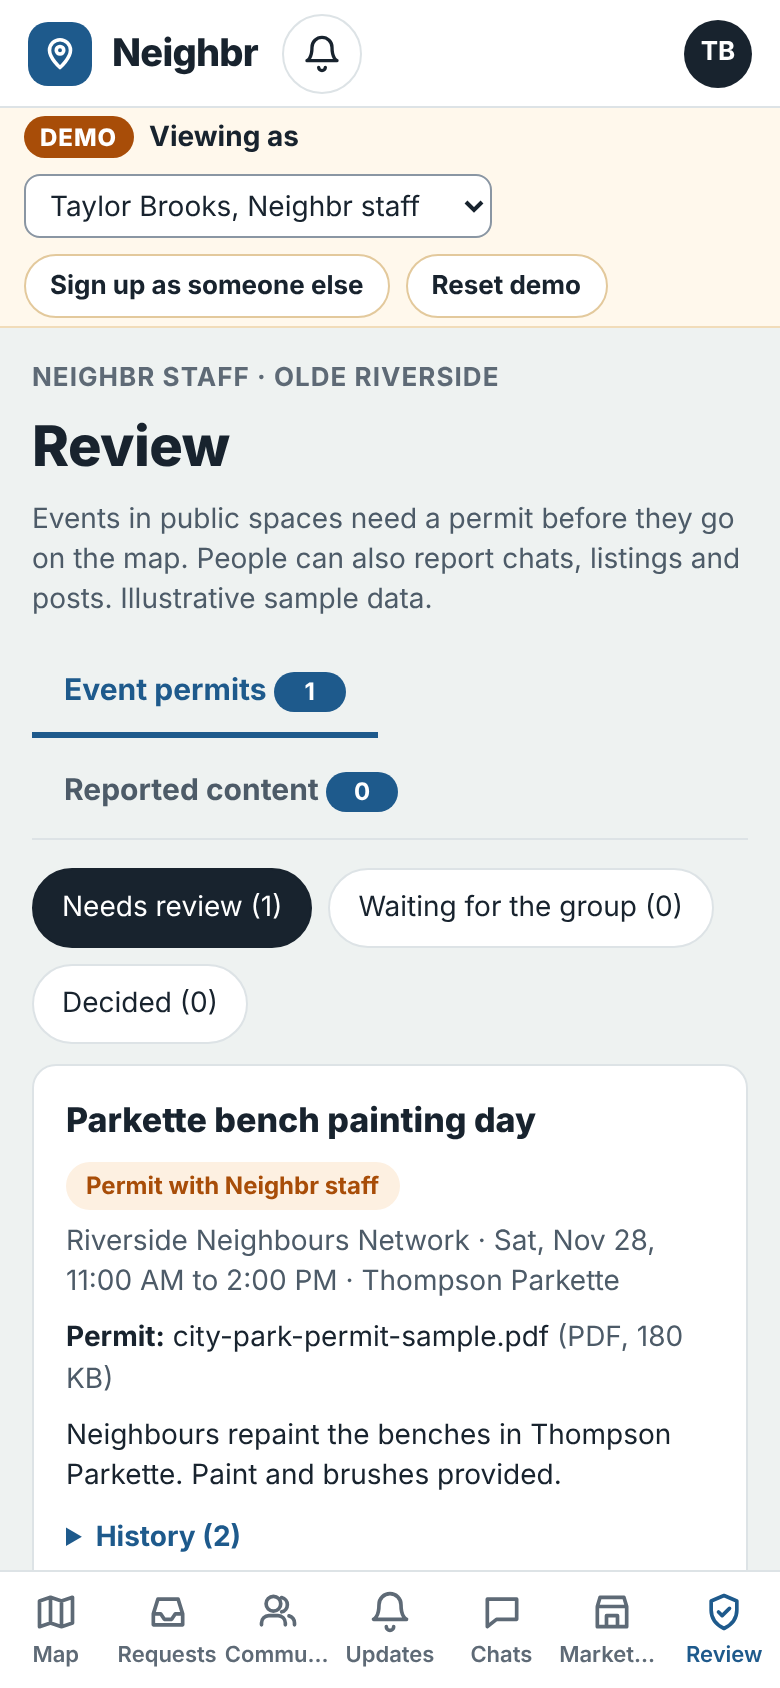 Neighbr
TB
DEMO Viewing as
Taylor Brooks, Neighbr staff
Sign up as someone else Reset demo
NEIGHBR STAFF · OLDE RIVERSIDE
Review
Events in public spaces need a permit before they go
on the map. People can also report chats, listings and
posts. Illustrative sample data.
Event permits 1
Reported content 0
Needs review (1) Waiting for the group (0)
Decided (0)
Parkette bench painting day
Permit with Neighbr staff
Riverside Neighbours Network · Sat, Nov 28,
11:00 AM to 2:00 PM · Thompson Parkette
Permit: city-park-permit-sample.pdf (PDF, 180
KB)
Neighbours repaint the benches in Thompson
Parkette. Paint and brushes provided.
History (2)
Map Requests Commu... Updates Chats Market... Review